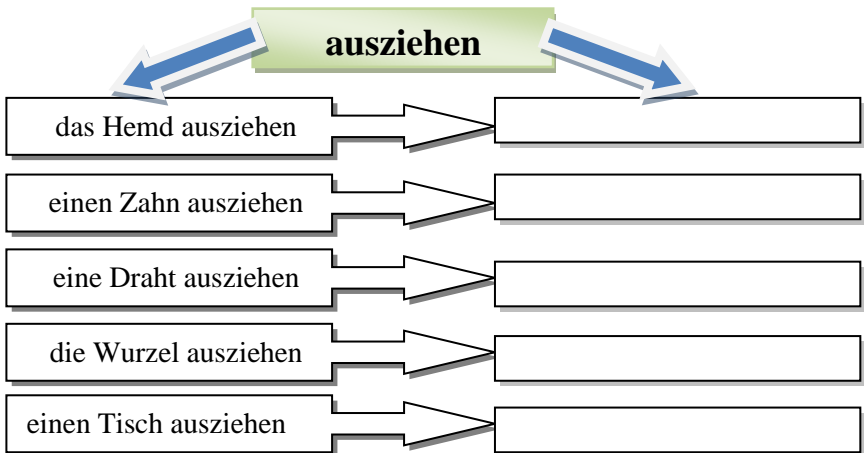 ausziehen
das Hemd ausziehen
einen Zahn ausziehen
eine Draht ausziehen
die Wurzel ausziehen
einen Tisch ausziehen